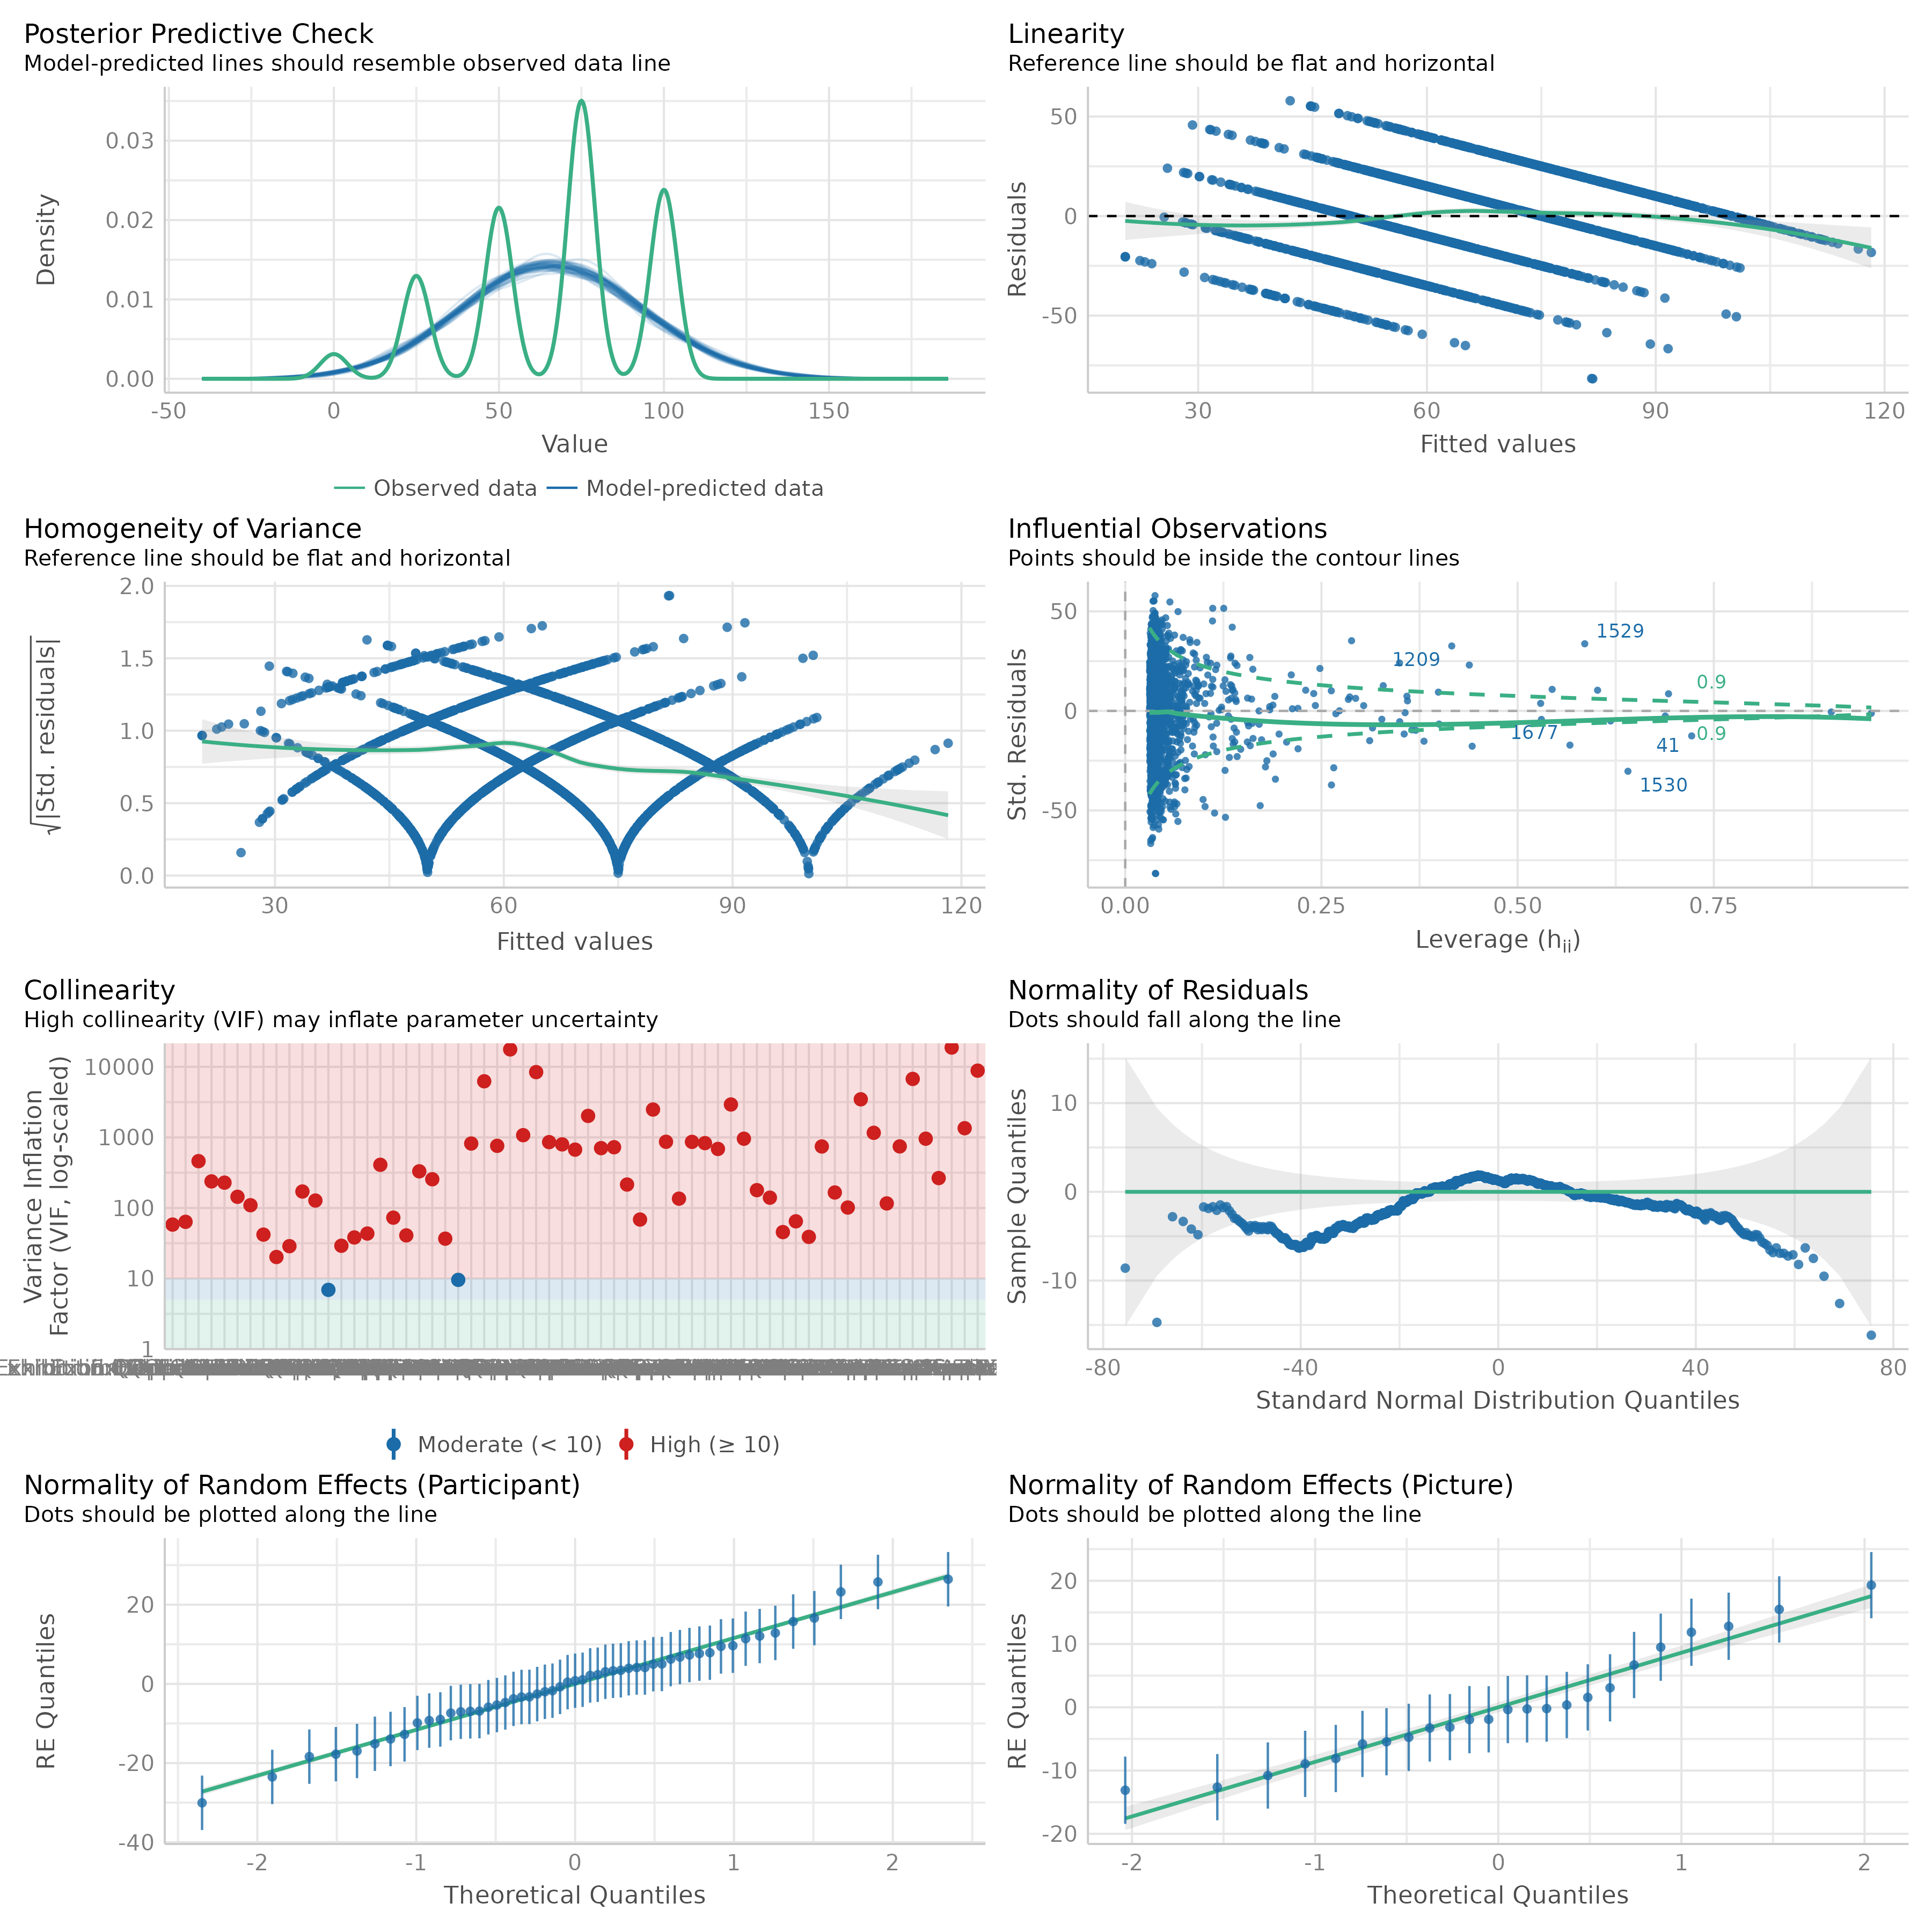 Posterior Predictive Check
Model-predicted lines should resemble observed data line
Density
0.03
0.02
0.01
0.00
-50 0 50 100 150
Value
Observed data Model-predicted data
Linearity
Reference line should be flat and horizontal
Residuals
50
0
-50
30 60 90 120
Fitted values
Homogeneity of Variance
Reference line should be flat and horizontal
√|Std. residuals|
2.0
1.5
1.0
0.5
0.0
30 60 90 120
Fitted values
Influential Observations
Points should be inside the contour lines
Std. Residuals
50
0
-50
1529
1209
0.9
1677
0.9
41
1530
0.00 0.25 0.50 0.75
Leverage (hii)
Collinearity
High collinearity (VIF) may inflate parameter uncertainty
Variance Inflation
Factor (VIF, log-scaled)
10000
1000
100
10
1
Moderate (< 10) High (≥ 10)
Normality of Residuals
Dots should fall along the line
Sample Quantiles
10
0
-10
-80 -40 0 40 80
Standard Normal Distribution Quantiles
Normality of Random Effects (Participant)
Dots should be plotted along the line
RE Quantiles
20
0
-20
-40
-2 -1 0 1 2
Theoretical Quantiles
Normality of Random Effects (Picture)
Dots should be plotted along the line
RE Quantiles
20
10
0
-10
-20
-2 -1 0 1 2
Theoretical Quantiles